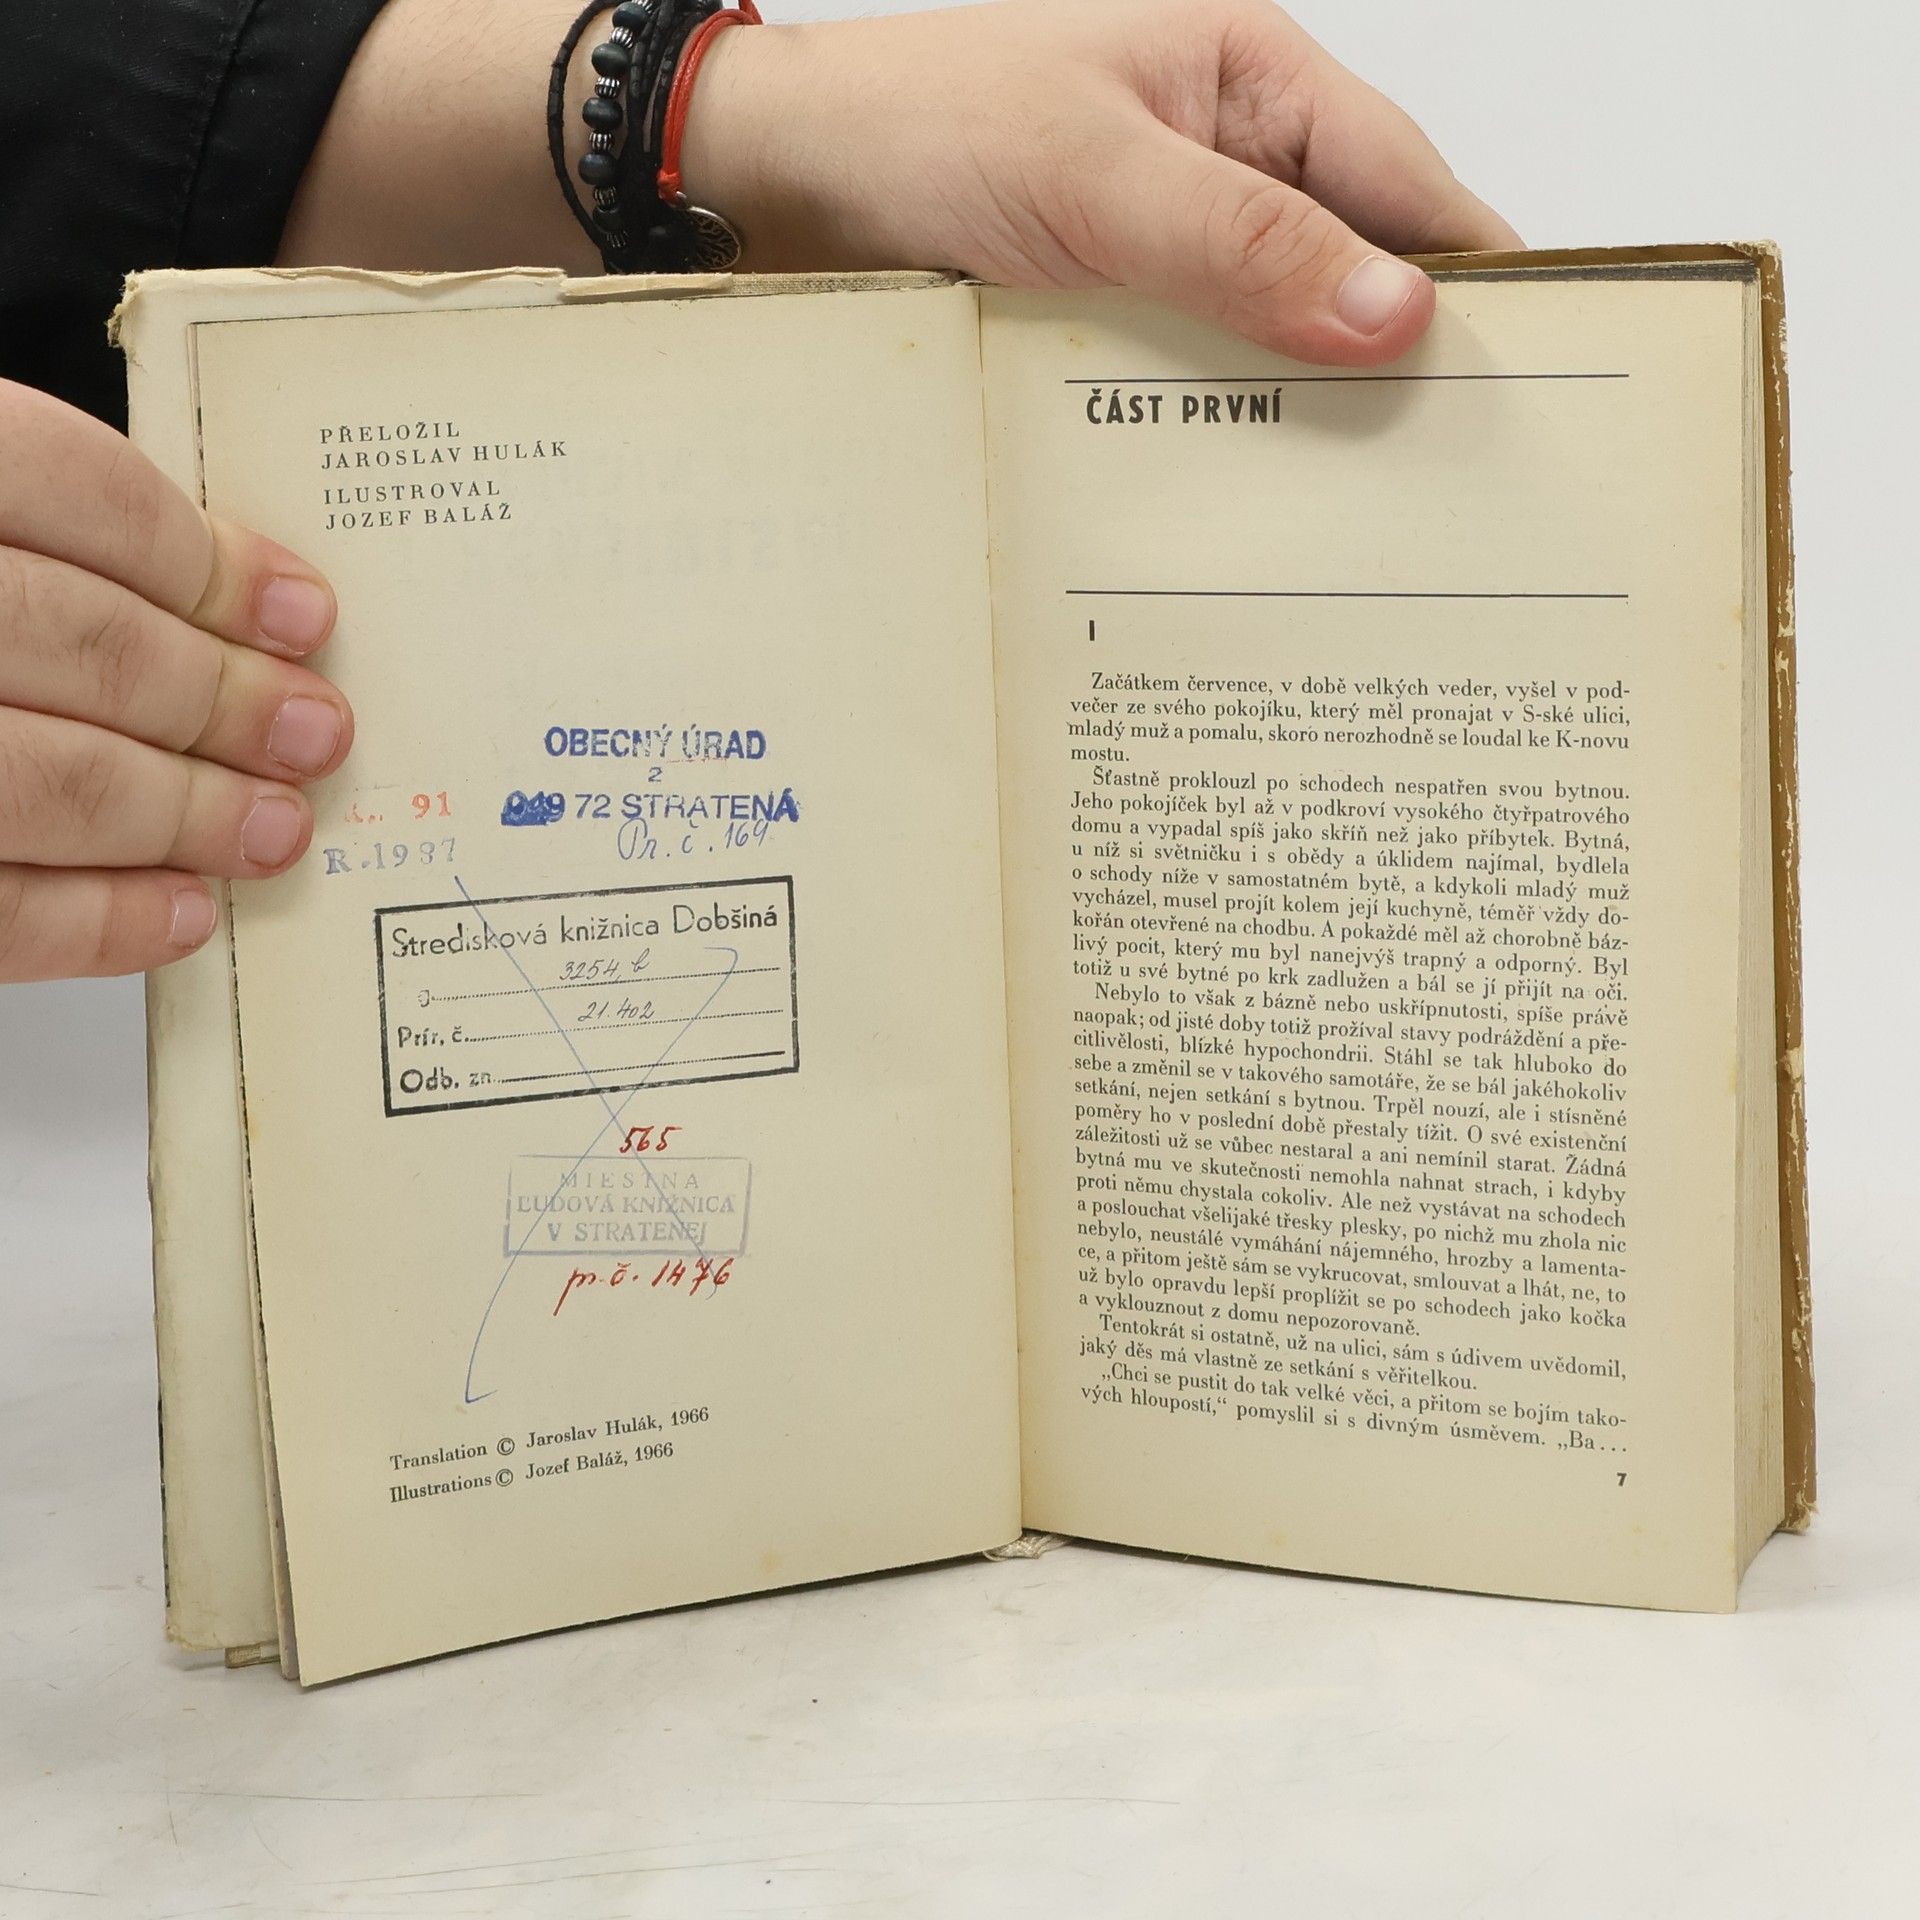 PŘELOŽIL
JAROSLAV HULÁK
ILUSTROVAL
JOZEF BALÁŽ
OBECNÝ ÚRAD
2
049 72 STRATENÁ
Pr. č. 169
91
R. 1987
Stredisková knižnica Dobšiná
3254, b
21.402
Prír. č.
Odb. zn.
565
MIESTNA
ĽUDOVÁ KNIŽNICA
V STRATENEJ
p. č. 1476
Translation © Jaroslav Hulák, 1966
Illustrations © Jozef Baláž, 1966
ČÁST PRVNÍ
I
Začátkem července, v době velkých veder, vyšel v pod-
večer ze svého pokojíku, který měl pronajat v S-ské ulici,
mladý muž a pomalu, skoro nerozhodně se loudal ke K-novu
mostu.
Šťastně proklouzl po schodech nespatřen svou bytnou.
Jeho pokojíček byl až v podkroví vysokého čtyřpatrového
domu a vypadal spíš jako skříň než jako příbytek. Bytná,
u níž si světničku i s obědy a úklidem najímal, bydlela
o schody níže v samostatném bytě, a kdykoli mladý muž
vycházel, musel projít kolem její kuchyně, téměř vždy do-
kořán otevřené na chodbu. A pokaždé měl až chorobně báz-
livý pocit, který mu byl nanejvýš trapný a odporný. Byl
totiž u své bytné po krk zadlužen a bál se jí přijít na oči.
Nebylo to však z bázně nebo uskřípnutosti, spíše právě
naopak; od jisté doby totiž prožíval stavy podráždění a pře-
citlivělosti, blízké hypochondrii. Stáhl se tak hluboko do
sebe a změnil se v takového samotáře, že se bál jakéhokoliv
setkání, nejen setkání s bytnou. Trpěl nouzí, ale i stísněné
poměry ho v poslední době přestaly tížit. O své existenční
záležitosti už se vůbec nestaral a ani nemínil starat. Žádná
bytná mu ve skutečnosti nemohla nahnat strach, i kdyby
proti němu chystala cokoliv. Ale než vystávat na schodech
a poslouchat všelijaké třesky plesky, po nichž mu zhola nic
nebylo, neustálé vymáhání nájemného, hrozby a lamenta-
ce, a přitom ještě sám se vykrucovat, smlouvat a lhát, ne, to
už bylo opravdu lepší proplížit se po schodech jako kočka
a vyklouznout z domu nepozorovaně.
Tentokrát si ostatně, už na ulici, sám s údivem uvědomil,
jaký děs má vlastně ze setkání s věřitelkou.
„Chci se pustit do tak velké věci, a přitom se bojím tako-
vých hloupostí,“ pomyslil si s divným úsměvem. „Ba...
7